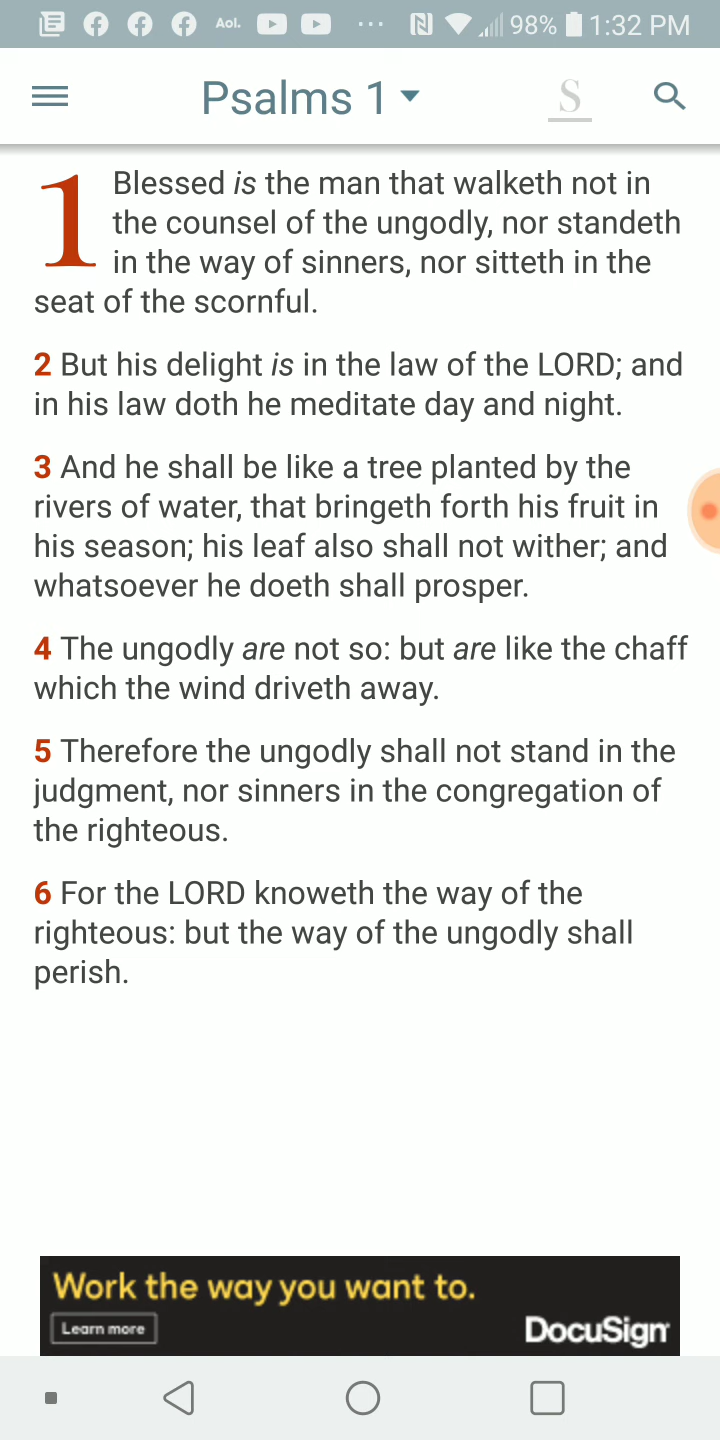 Aol. ... 98% 1:32 PM
Psalms 1 S
1 Blessed is the man that walketh not in
the counsel of the ungodly, nor standeth
in the way of sinners, nor sitteth in the
seat of the scornful.
2 But his delight is in the law of the LORD; and
in his law doth he meditate day and night.
3 And he shall be like a tree planted by the
rivers of water, that bringeth forth his fruit in
his season; his leaf also shall not wither; and
whatsoever he doeth shall prosper.
4 The ungodly are not so: but are like the chaff
which the wind driveth away.
5 Therefore the ungodly shall not stand in the
judgment, nor sinners in the congregation of
the righteous.
6 For the LORD knoweth the way of the
righteous: but the way of the ungodly shall
perish.
Work the way you want to.
Learn more
DocuSign